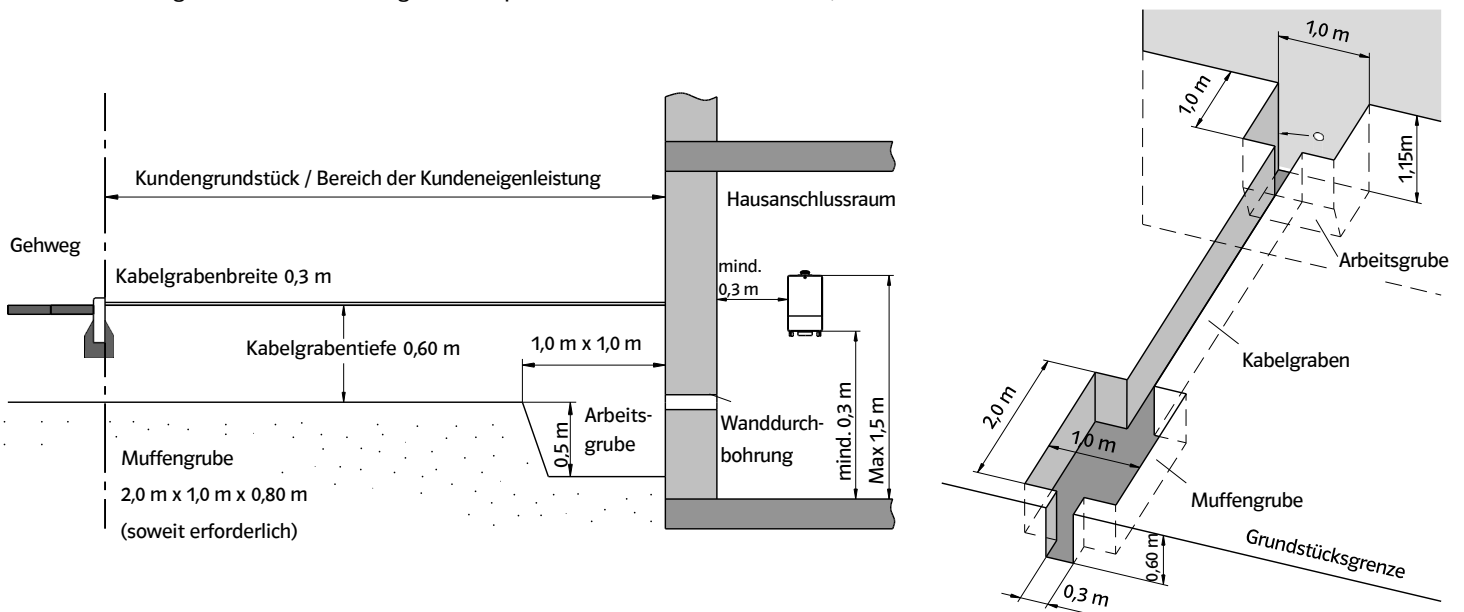 Kundengrundstück / Bereich der Kundeneigenleistung
Hausanschlussraum
Gehweg
Kabelgrabenbreite 0,3 m
mind.
0,3 m
Kabelgrabentiefe 0,60 m
1,0 m x 1,0 m
Arbeits-
grube
0,5 m
Wanddurch-
bohrung
mind. 0,3 m
Max 1,5 m
Muffengrube
2,0 m x 1,0 m x 0,80 m
(soweit erforderlich)
1,0 m
1,0 m
1,15m
Arbeitsgrube
Kabelgraben
2,0 m
1,0 m
Muffengrube
Grundstücksgrenze
0,60 m
0,3 m